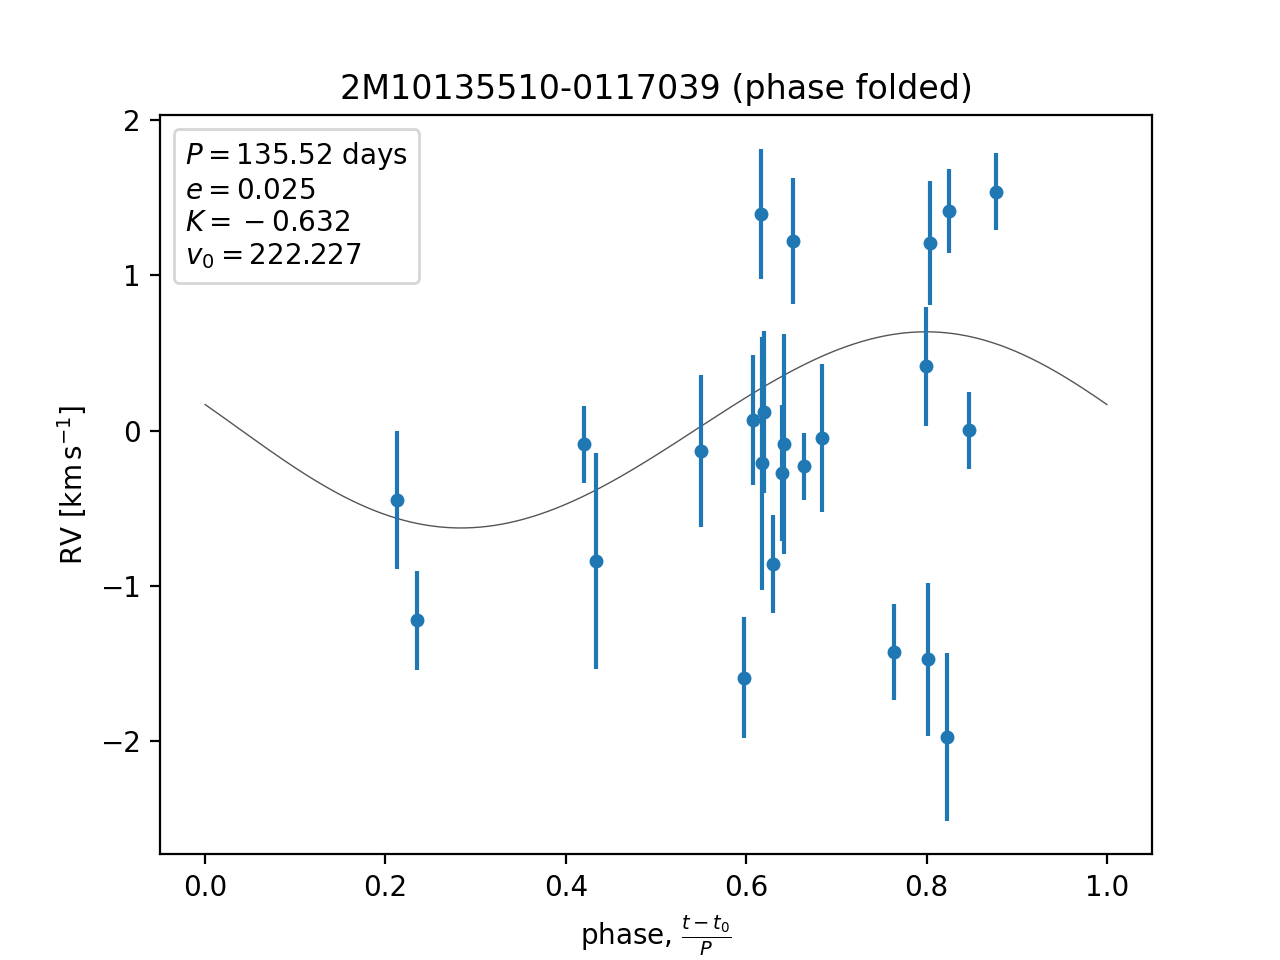 2M10135510-0117039 (phase folded)
P = 135.52 days
e = 0.025
K = −0.632
v₀ = 222.227
2
1
0
−1
−2
RV [km s⁻¹]
0.0 0.2 0.4 0.6 0.8 1.0
phase, (t − t₀)/P